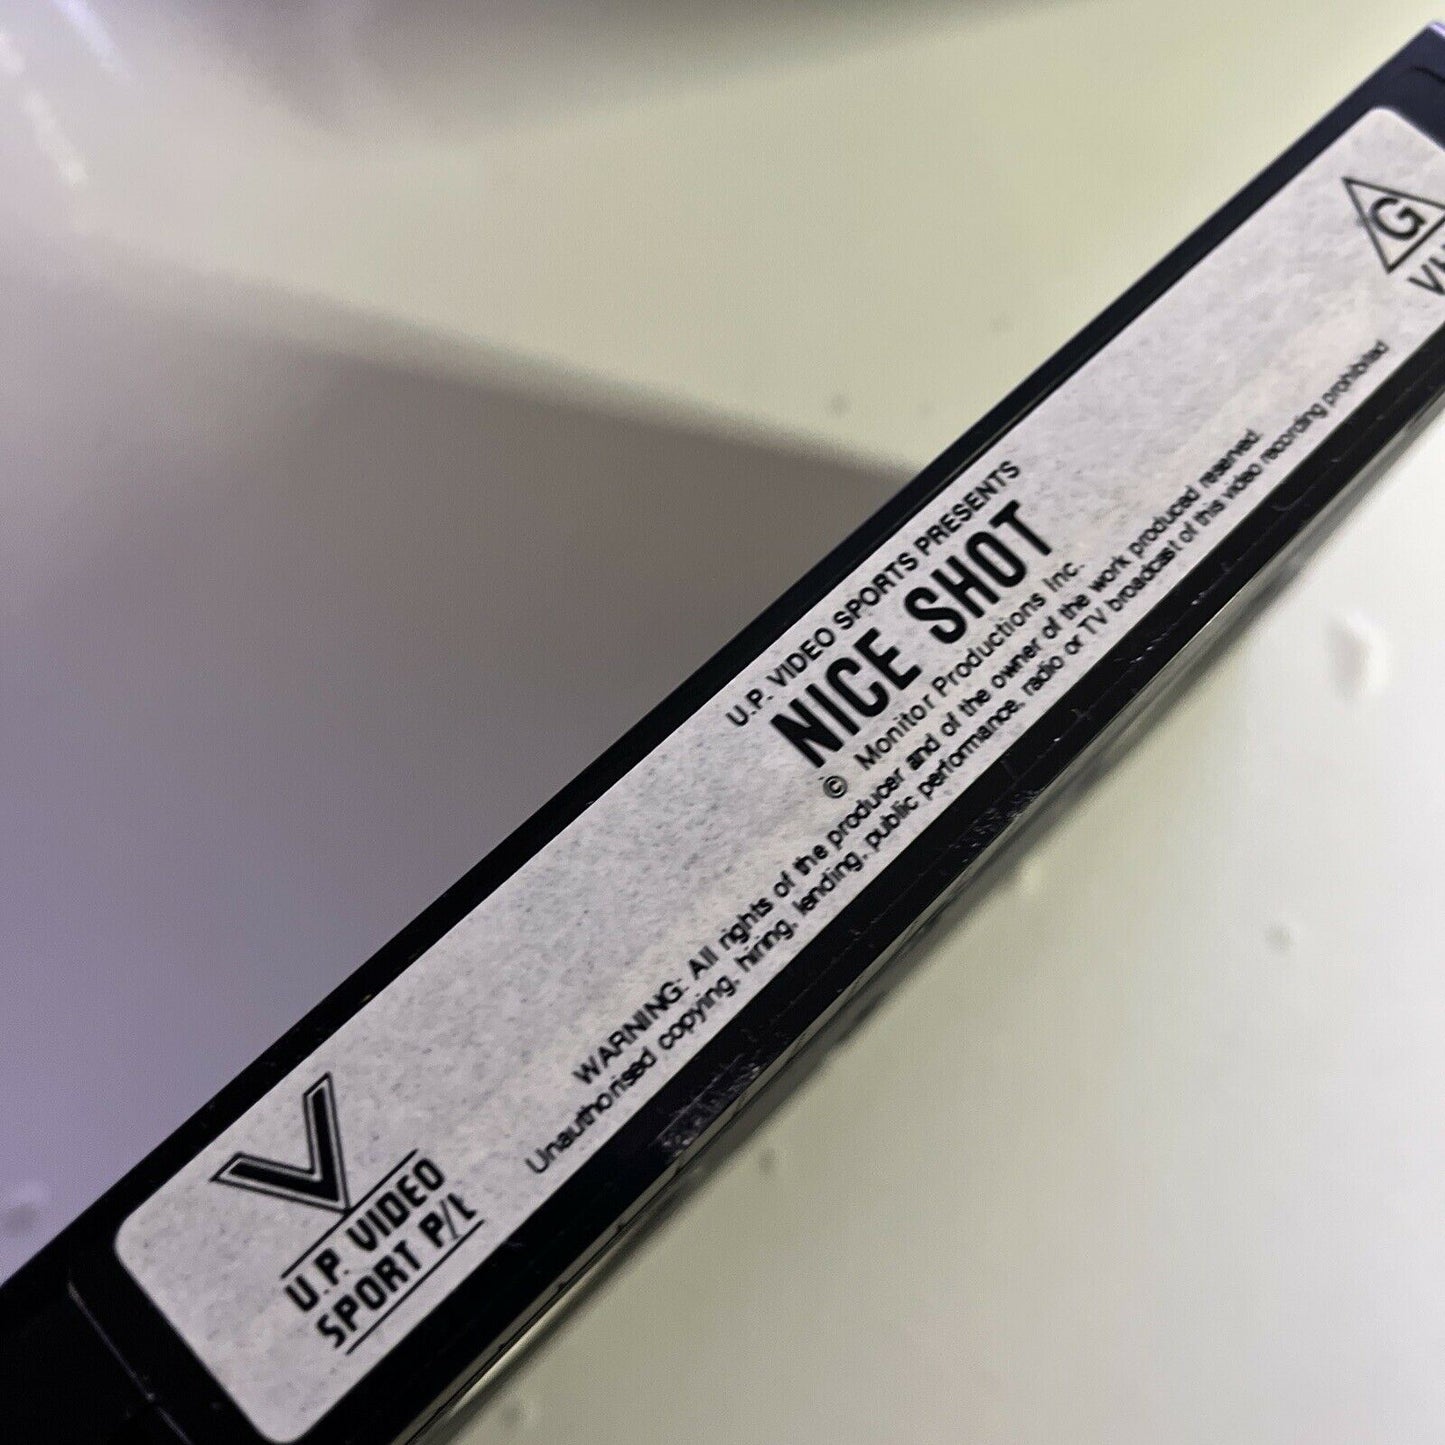 V
U.P. VIDEO
SPORT P/L
U.P. VIDEO SPORTS PRESENTS
NICE SHOT
© Monitor Productions Inc.
WARNING: All rights of the producer and of the owner of the work produced reserved.
Unauthorised copying, hiring, lending, public performance, radio or TV broadcast of this video recording prohibited
G